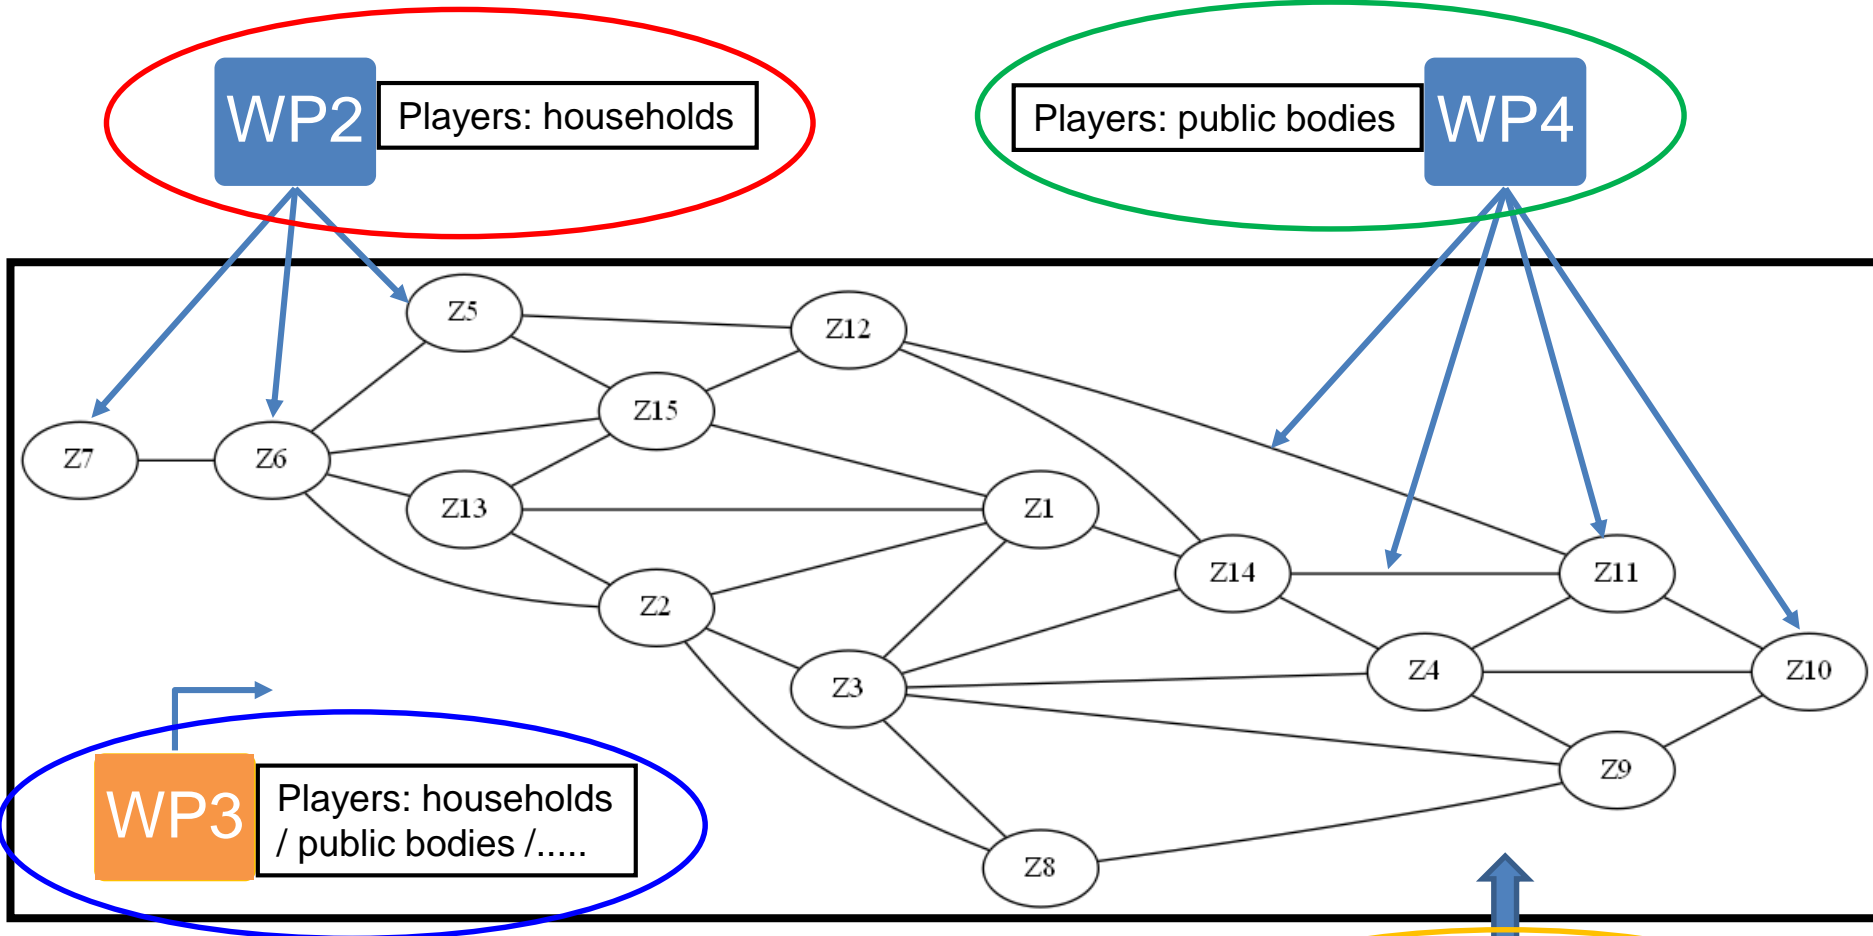 WP2
Players: households
Players: public bodies
WP4
Z5
Z12
Z15
Z7
Z6
Z13
Z1
Z14
Z11
Z2
Z3
Z4
Z10
Z9
Z8
WP3
Players: households
/ public bodies /.....